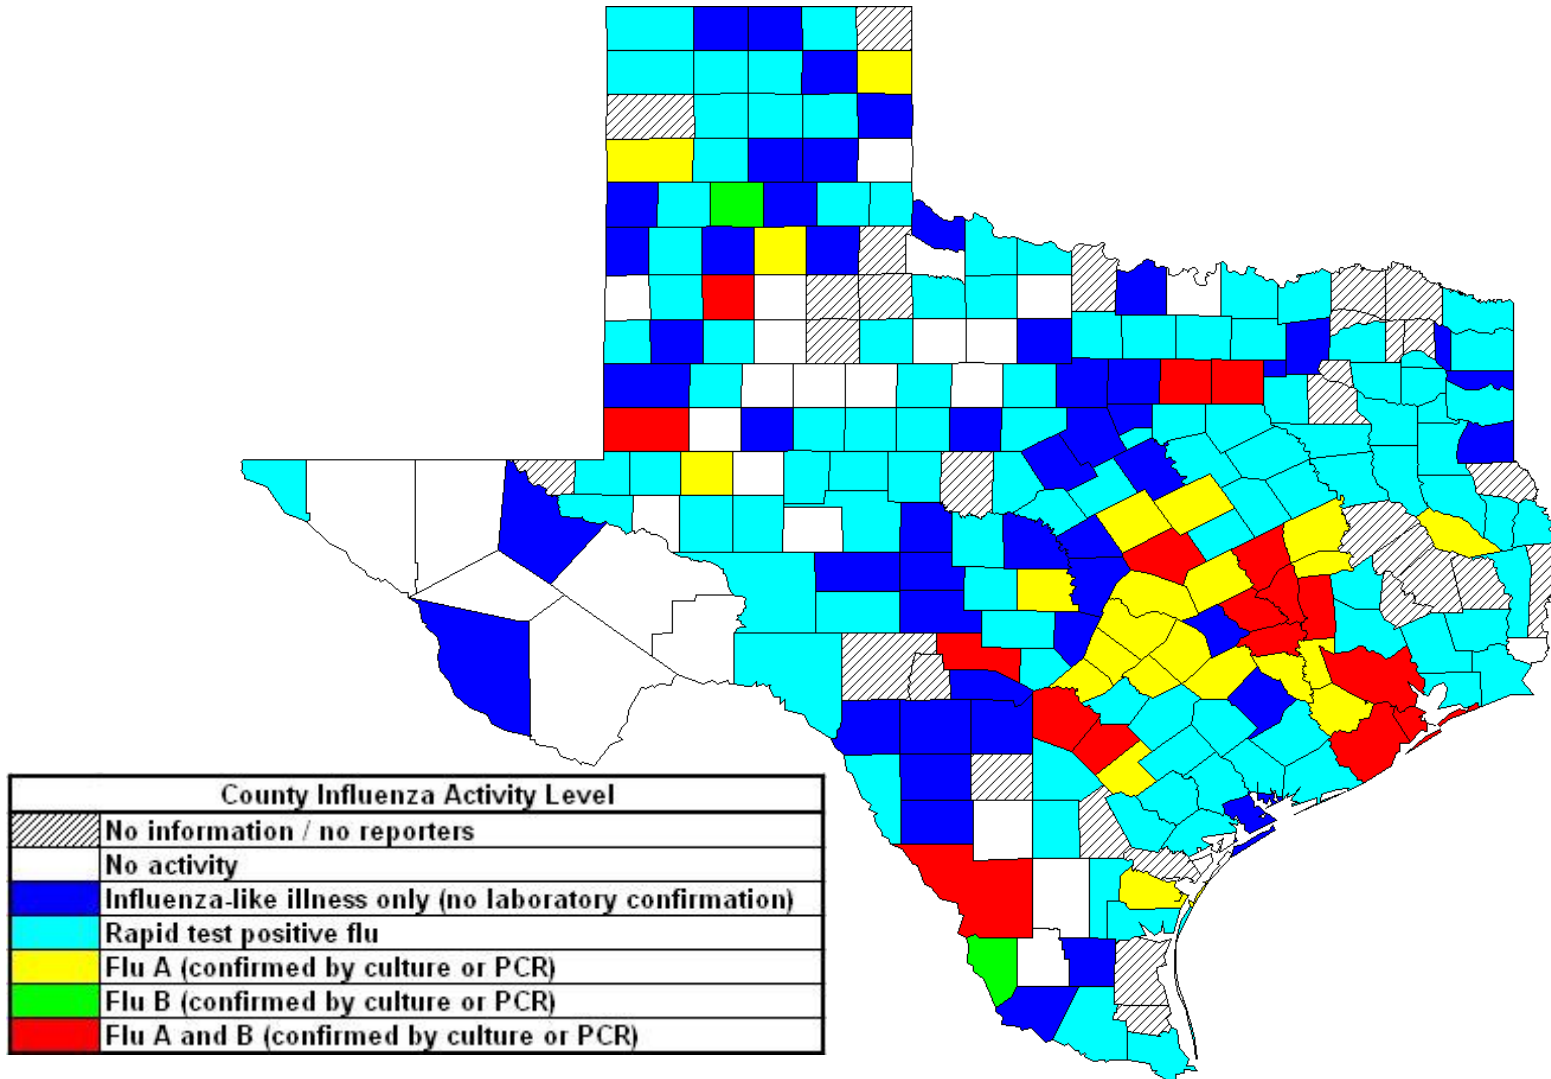 County Influenza Activity Level
No information / no reporters
No activity
Influenza-like illness only (no laboratory confirmation)
Rapid test positive flu
Flu A (confirmed by culture or PCR)
Flu B (confirmed by culture or PCR)
Flu A and B (confirmed by culture or PCR)